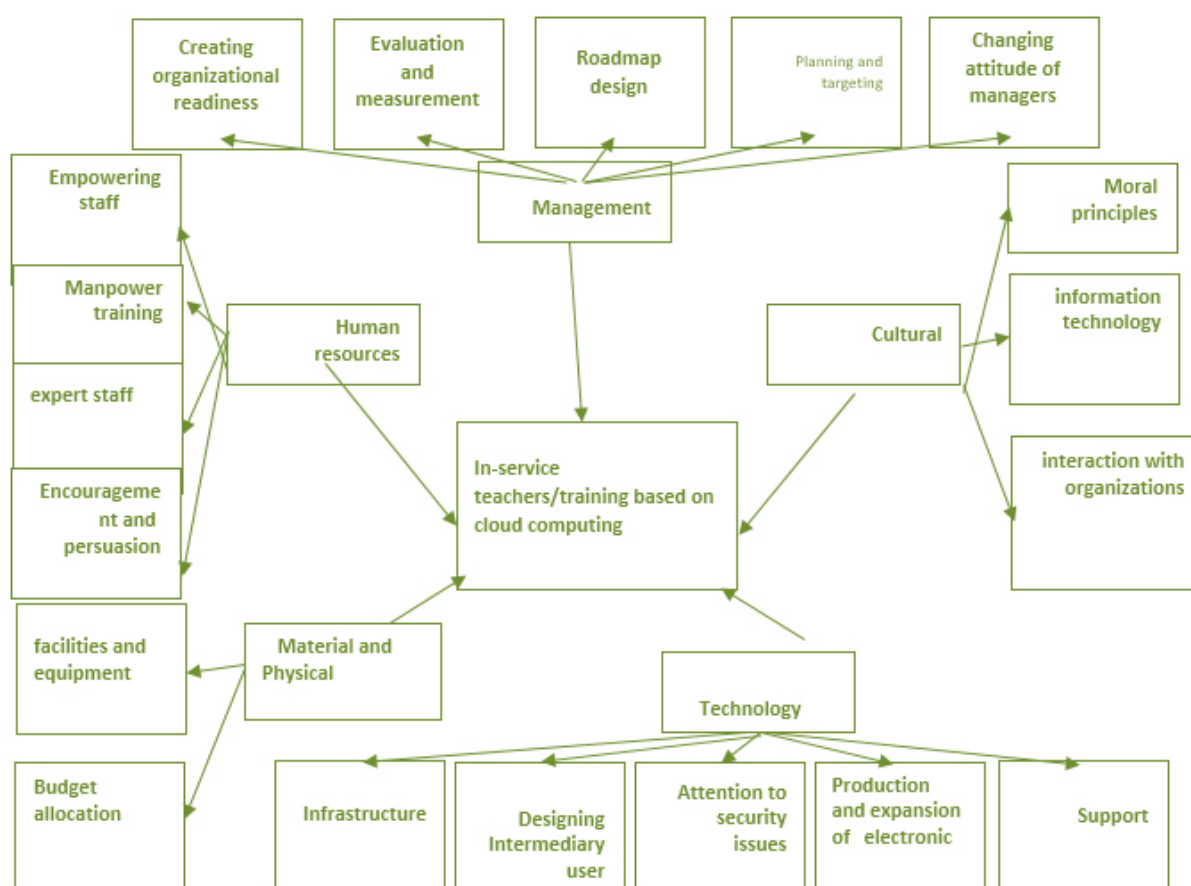 Creating
organizational
readiness
Evaluation
and
measurement
Roadmap
design
Planning and
targeting
Changing
attitude of
managers
Empowering
staff
Management
Moral
principles
Manpower
training
Human
resources
Cultural
information
technology
expert staff
In-service
teachers/training based on
cloud computing
interaction with
organizations
Encourageme
nt and
persuasion
facilities and
equipment
Material and
Physical
Technology
Budget
allocation
Infrastructure
Designing
Intermediary
user
Attention to
security
issues
Production
and expansion
of electronic
Support